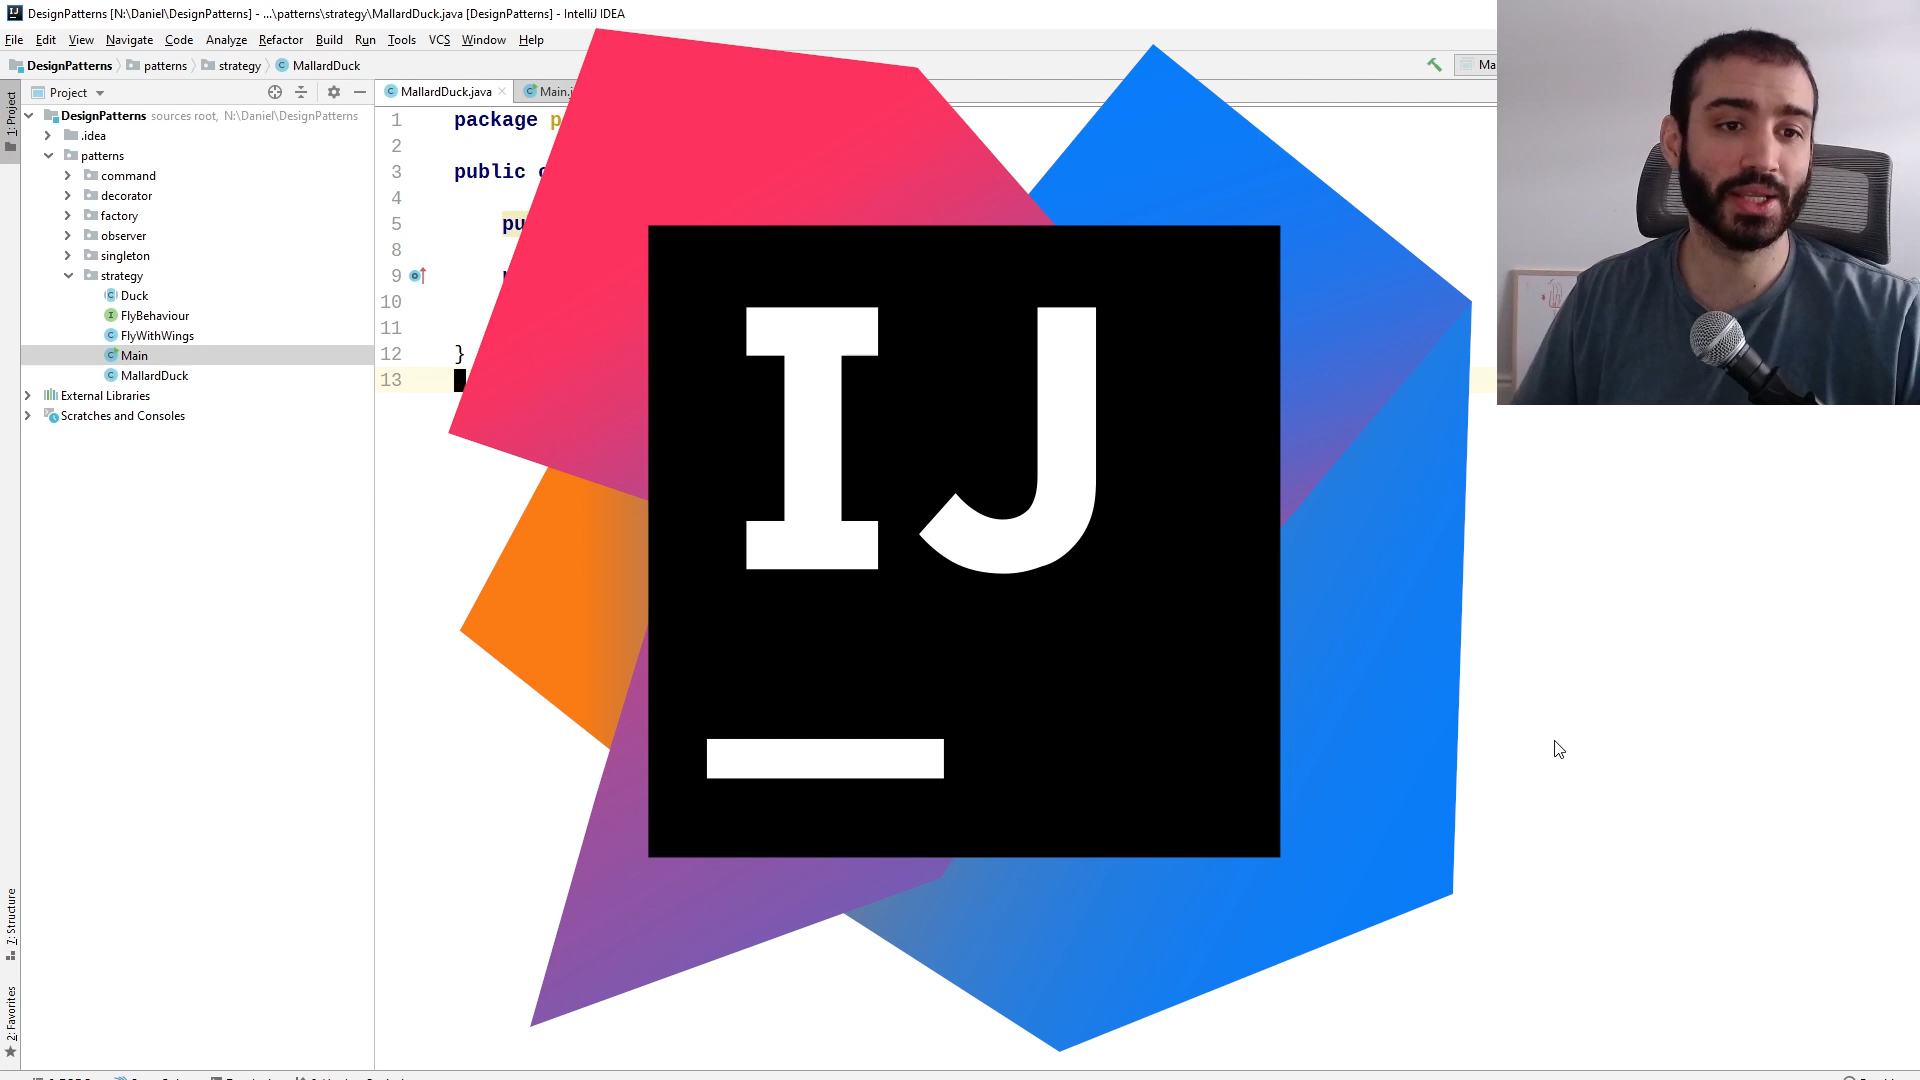 DesignPatterns [N:\Daniel\DesignPatterns] - ...\patterns\strategy\MallardDuck.java [DesignPatterns] - IntelliJ IDEA
File Edit View Navigate Code Analyze Refactor Build Run Tools VCS Window Help
DesignPatterns patterns strategy MallardDuck
Ma
1: Project
Project
MallardDuck.java
Main.j
DesignPatterns sources root, N:\Daniel\DesignPatterns
.idea
patterns
command
decorator
factory
observer
singleton
strategy
Duck
FlyBehaviour
FlyWithWings
Main
MallardDuck
External Libraries
Scratches and Consoles
1 package p
2
3 public c
4
5 pu
8
9
10
11
12 }
13
IJ
7: Structure
2: Favorites